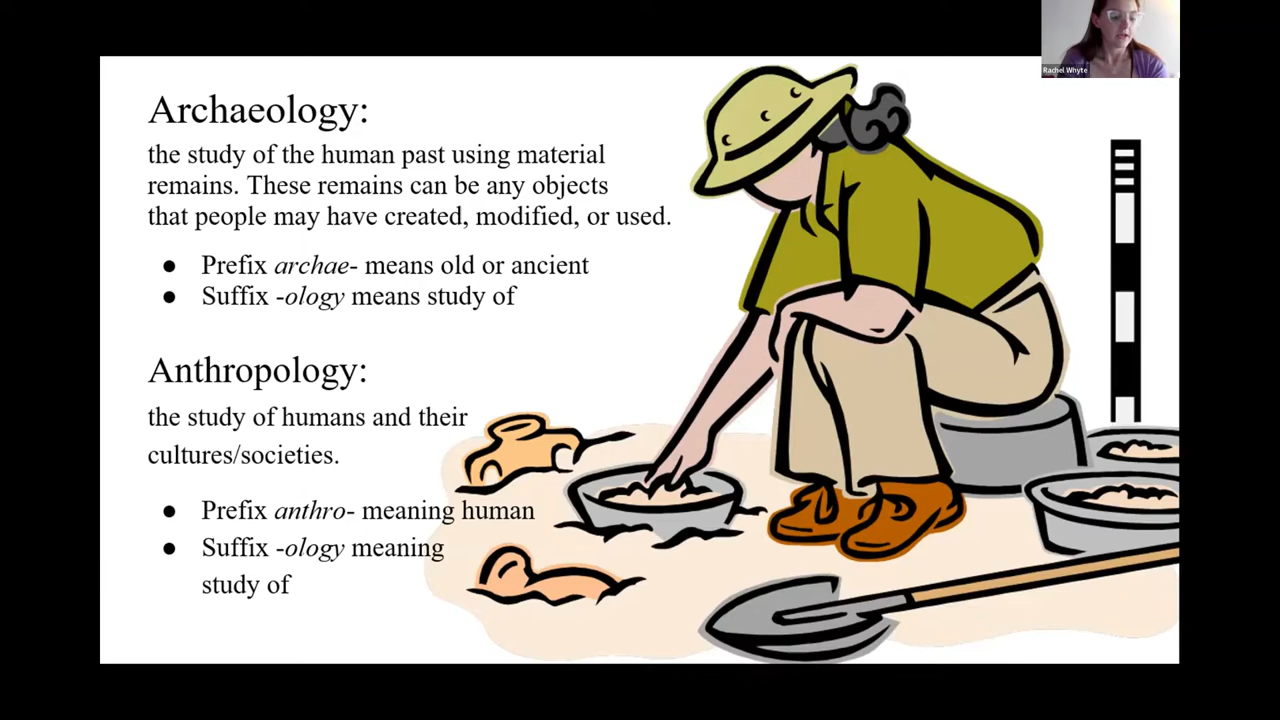 Rachel Whyte
Archaeology:
the study of the human past using material
remains. These remains can be any objects
that people may have created, modified, or used.
● Prefix archae- means old or ancient
● Suffix -ology means study of
Anthropology:
the study of humans and their
cultures/societies.
● Prefix anthro- meaning human
● Suffix -ology meaning
study of